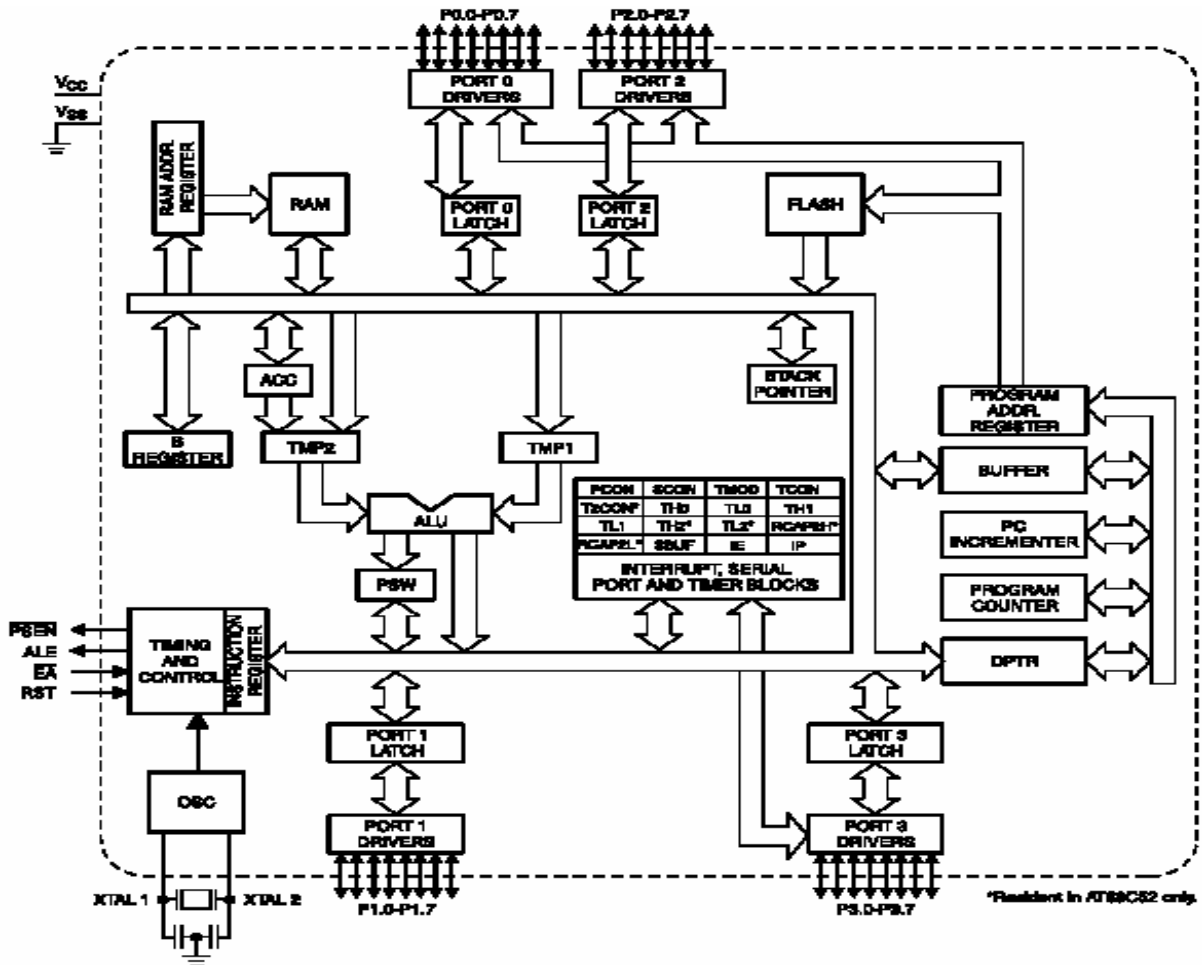 P0.0-P0.7
P2.0-P2.7
VCC
VSS
PORT 0
DRIVERS
PORT 2
DRIVERS
RAM ADDR.
REGISTER
RAM
PORT 0
LATCH
PORT 2
LATCH
FLASH
B
REGISTER
ACC
STACK
POINTER
PROGRAM
ADDR.
REGISTER
TMP2
TMP1
BUFFER
ALU
PCON SCON TMOD TCON
T2CON* TH0 TL0 TH1
TL1 TH2* TL2* RCAP2H*
RCAP2L* SBUF IE IP
INTERRUPT, SERIAL
PORT AND TIMER BLOCKS
PC
INCREMENTER
PSW
PROGRAM
COUNTER
PSEN
ALE
EA
RST
TIMING
AND
CONTROL
INSTRUCTION
REGISTER
DPTR
PORT 1
LATCH
PORT 3
LATCH
OSC
PORT 1
DRIVERS
PORT 3
DRIVERS
XTAL 1
XTAL 2
P1.0-P1.7
P3.0-P3.7
*Resident in AT89C52 only.